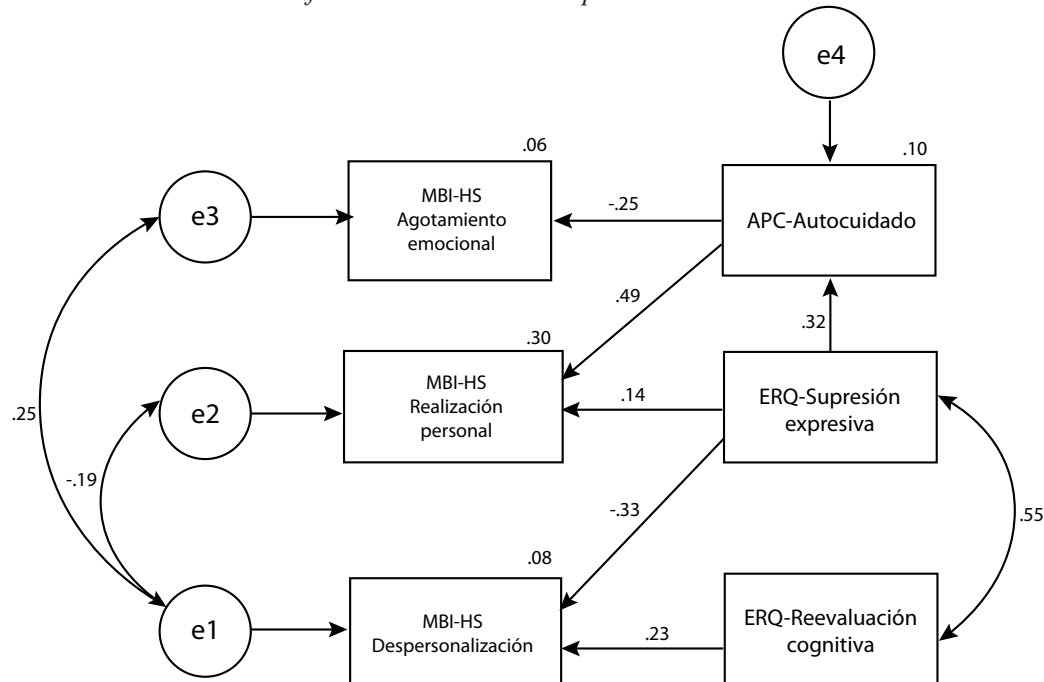 e4
.06
.10
e3
MBI-HS
Agotamiento
emocional
-.25
APC-Autocuidado
.49
.32
.30
e2
MBI-HS
Realización
personal
.14
ERQ-Supresión
expresiva
.25
-.19
-.33
.55
.08
e1
MBI-HS
Despersonalización
.23
ERQ-Reevaluación
cognitiva